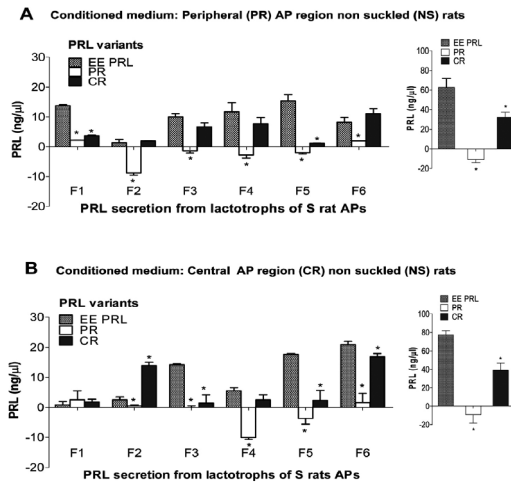 A Conditioned medium: Peripheral (PR) AP region non suckled (NS) rats
PRL variants
EE PRL
PR
CR
PRL (ng/µl)
30
20
10
0
-10
-20
* * * * * * * *
F1 F2 F3 F4 F5 F6
PRL secretion from lactotrophs of S rat APs
EE PRL
PR
CR
PRL (ng/µl)
100
80
60
40
20
0
-20
* *
B Conditioned medium: Central AP region (CR) non suckled (NS) rats
PRL variants
EE PRL
PR
CR
PRL (ng/µl)
30
20
10
0
-10
-20
* * * * * * * * *
F1 F2 F3 F4 F5 F6
PRL secretion from lactotrophs of S rats APs
EE PRL
PR
CR
PRL (ng/µl)
100
80
60
40
20
0
-20
* *